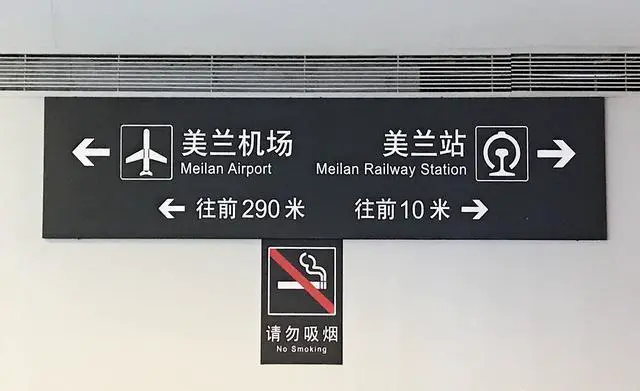 美兰机场
Meilan Airport
美兰站
Meilan Railway Station
往前290米
往前10米
请勿吸烟
No Smoking